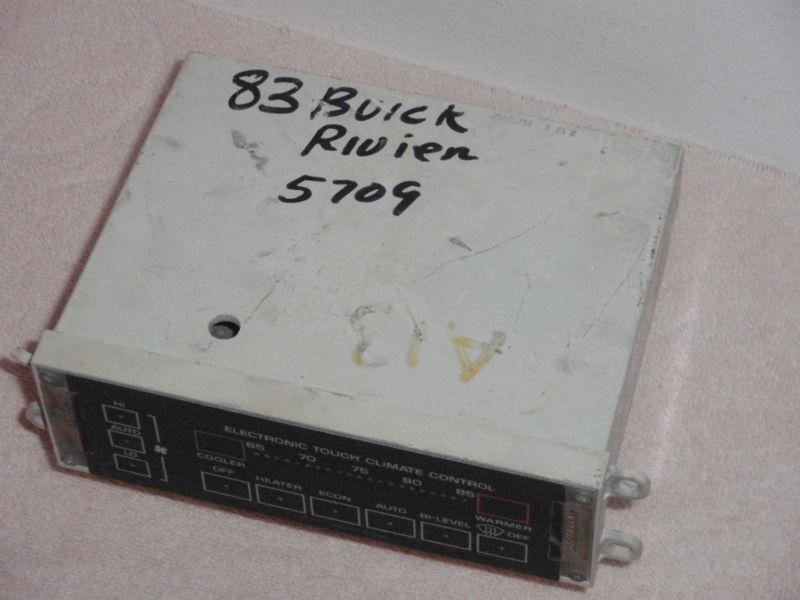 83 Buick
Rivier
5709
A13
HI
AUTO
LO
ELECTRONIC TOUCH CLIMATE CONTROL
65 70 75 80 85
COOLER
WARMER
OFF HEATER ECON AUTO BI-LEVEL DEF